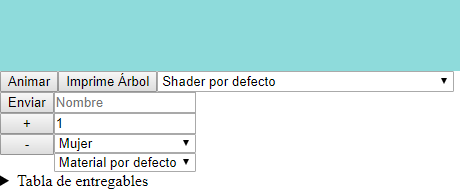 Animar Imprime Árbol Shader por defecto
Enviar Nombre
+ 1
- Mujer
Material por defecto
Tabla de entregables